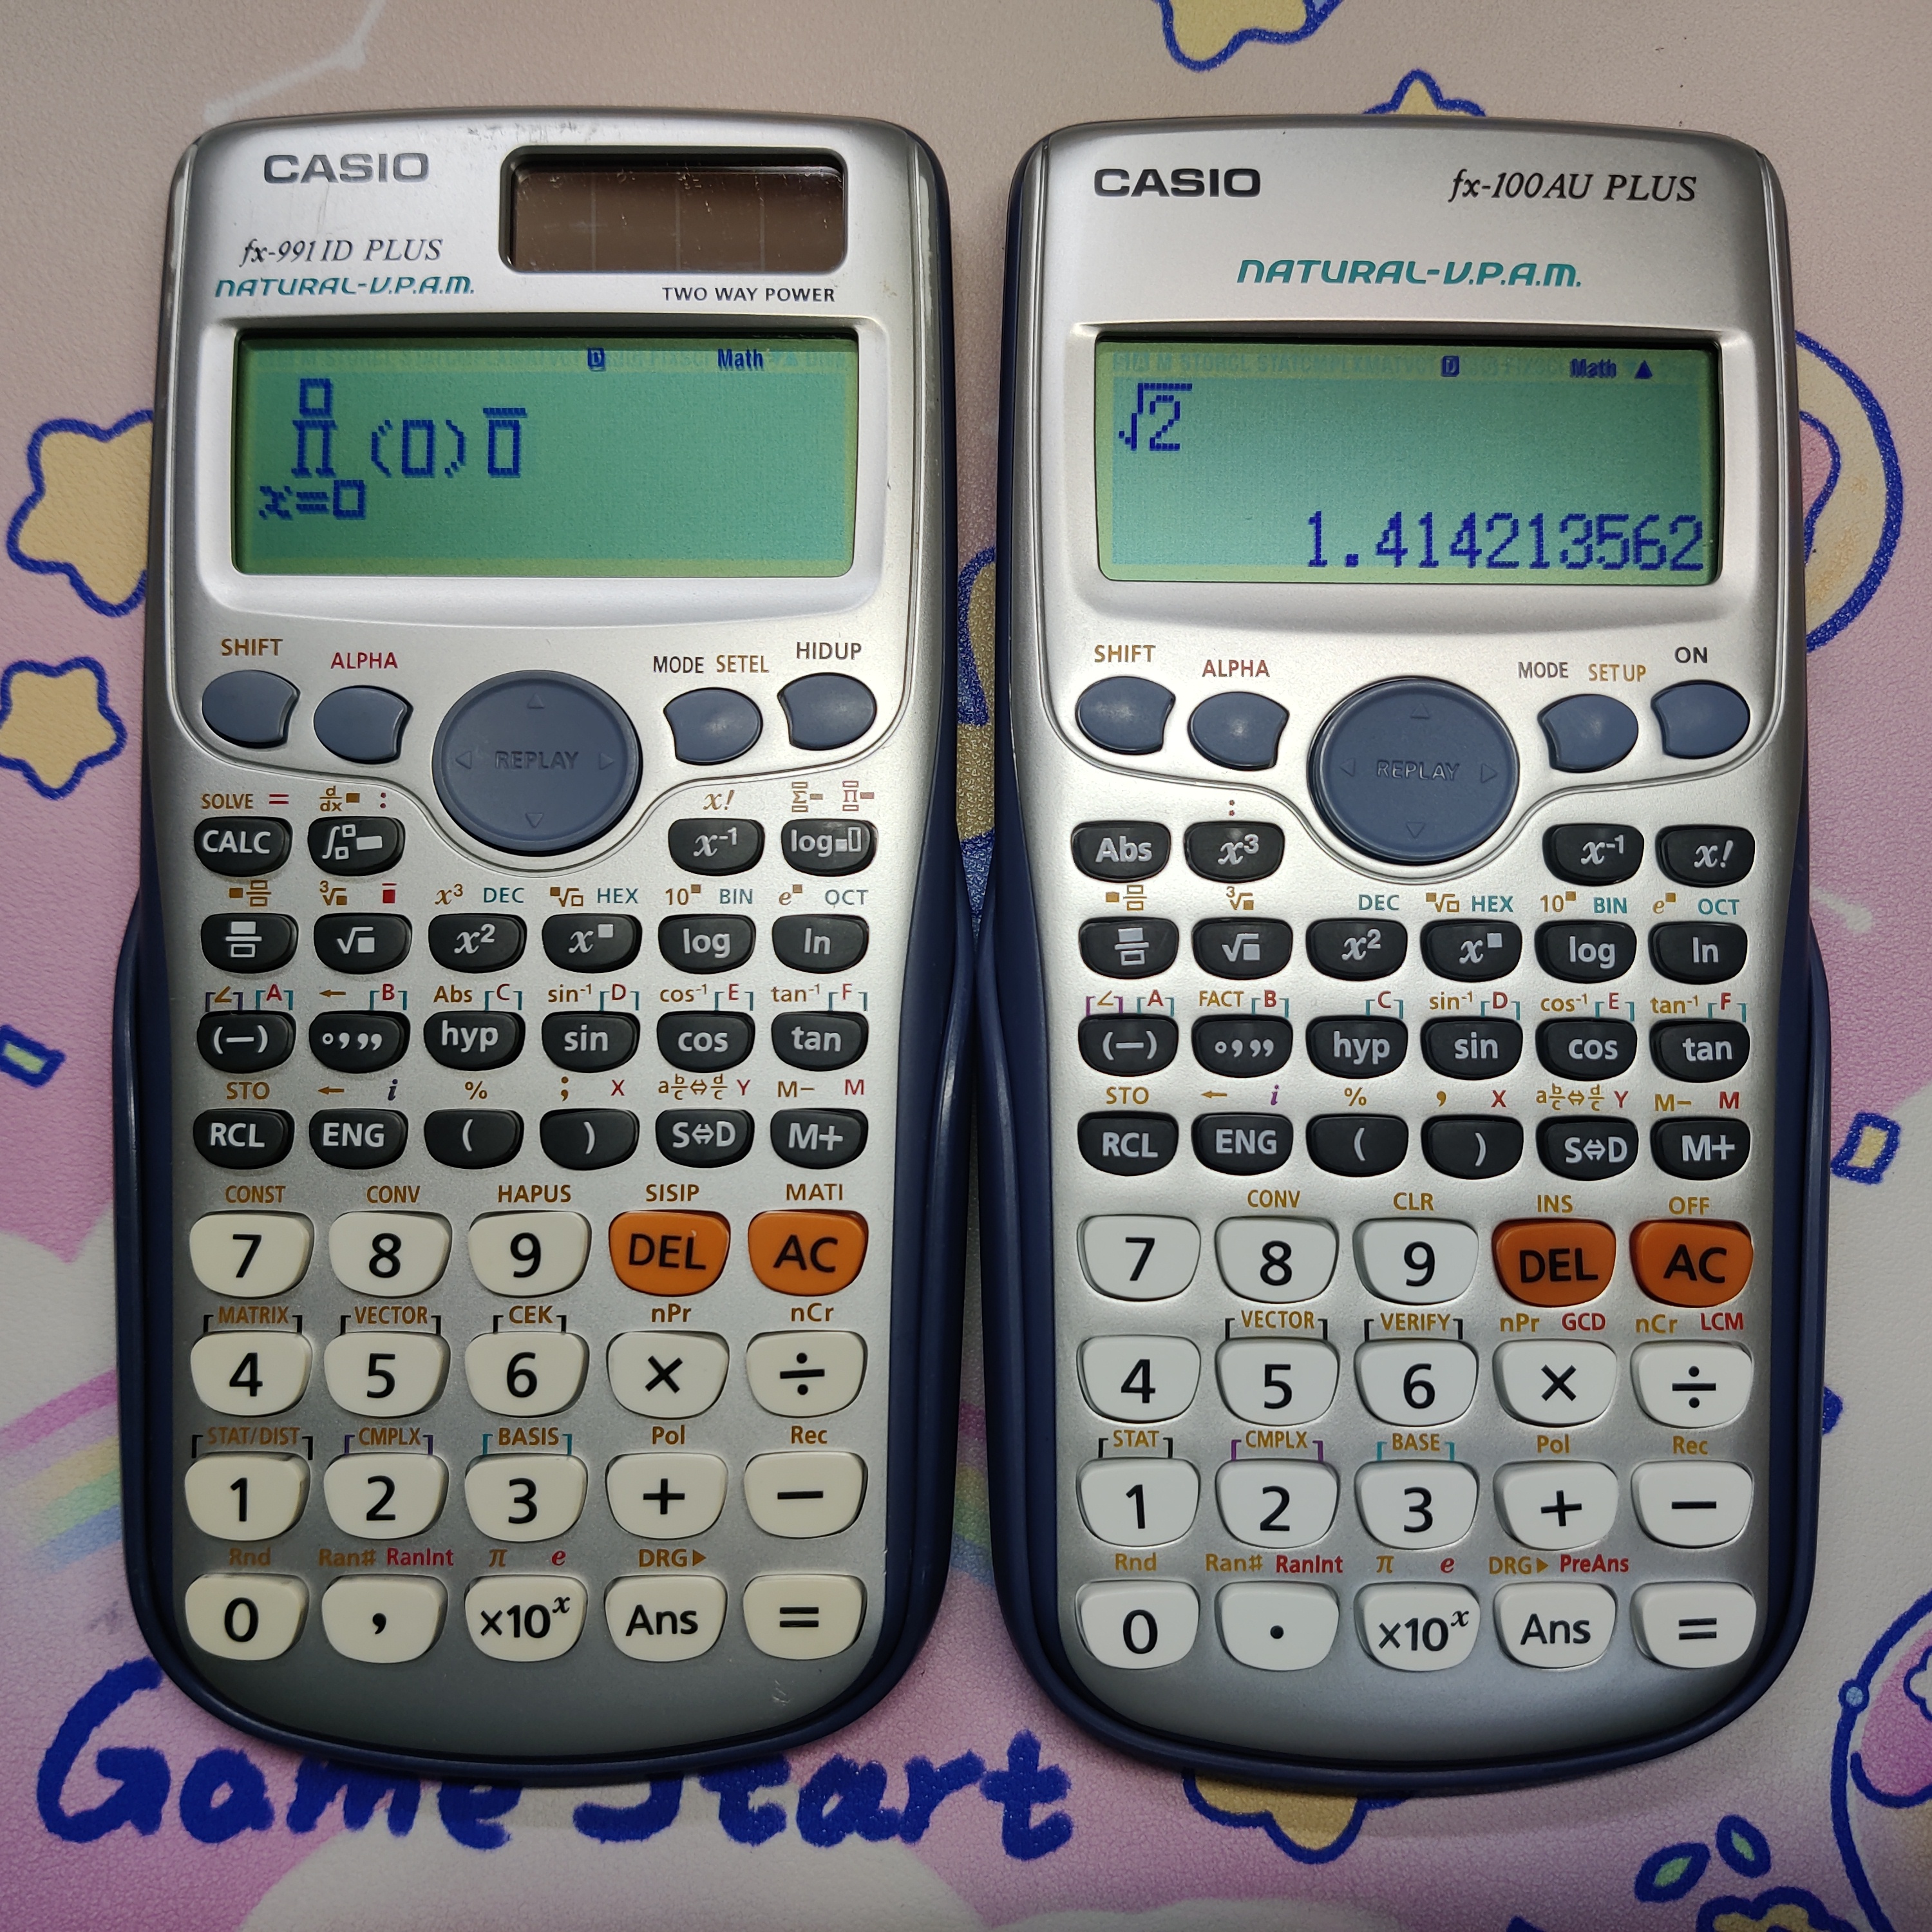 CASIO
fx-991ID PLUS
NATURAL-V.P.A.M.
TWO WAY POWER
D Math
∏ (▯) ▯̅
x=▯
SHIFT ALPHA MODE SETEL HIDUP
REPLAY
SOLVE = d/dx■ : x! Σ ∏
CALC ∫ x⁻¹ log
³√ x³ DEC ■√□ HEX 10■ BIN e■ OCT
√■ x² x■ log ln
∠ A ← B Abs C sin⁻¹ D cos⁻¹ E tan⁻¹ F
(−) °,,, hyp sin cos tan
STO ← i % ; X a b/c⇔d/c Y M− M
RCL ENG ( ) S⇔D M+
CONST CONV HAPUS SISIP MATI
7 8 9 DEL AC
MATRIX VECTOR CEK nPr nCr
4 5 6 × ÷
STAT/DIST CMPLX BASIS Pol Rec
1 2 3 + −
Rnd Ran# RanInt π e DRG▶
0 , ×10ˣ Ans =
CASIO fx-100AU PLUS
NATURAL-V.P.A.M.
D Math ▲
√2
1.414213562
SHIFT ALPHA MODE SETUP ON
REPLAY
:
Abs x³ x⁻¹ x!
³√ DEC ■√□ HEX 10■ BIN e■ OCT
√■ x² x■ log ln
∠ A FACT B C sin⁻¹ D cos⁻¹ E tan⁻¹ F
(−) °,,, hyp sin cos tan
STO ← i % , X a b/c⇔d/c Y M− M
RCL ENG ( ) S⇔D M+
CONV CLR INS OFF
7 8 9 DEL AC
VECTOR VERIFY nPr GCD nCr LCM
4 5 6 × ÷
STAT CMPLX BASE Pol Rec
1 2 3 + −
Rnd Ran# RanInt π e DRG▶ PreAns
0 . ×10ˣ Ans =
Game Start